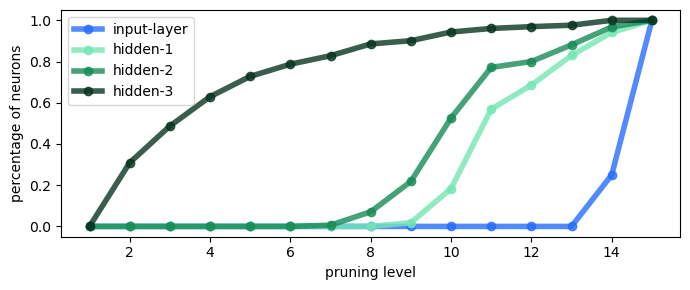 input-layer
hidden-1
hidden-2
hidden-3
percentage of neurons
1.0
0.8
0.6
0.4
0.2
0.0
2 4 6 8 10 12 14
pruning level